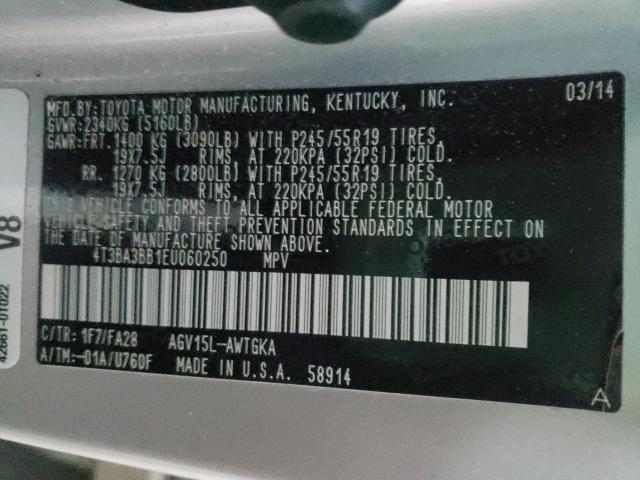 MFD.BY:TOYOTA MOTOR MANUFACTURING, KENTUCKY, INC. 03/14
GVWR:2340KG (5160LB)
GAWR:FRT.1400 KG (3090LB) WITH P245/55R19 TIRES,
19X7.5J RIMS, AT 220KPA (32PSI) COLD.
RR. 1270 KG (2800LB) WITH P245/55R19 TIRES,
19X7.5J RIMS, AT 220KPA (32PSI) COLD.
THIS VEHICLE CONFORMS TO ALL APPLICABLE FEDERAL MOTOR
VEHICLE SAFETY AND THEFT PREVENTION STANDARDS IN EFFECT ON
THE DATE OF MANUFACTURE SHOWN ABOVE.
4T3BA3BB1EU060250 MPV
C/TR: 1F7/FA28 AGV15L-AWTGKA
A/TM:-01A/U760F MADE IN U.S.A. 58914
A
V8
42661-0T022